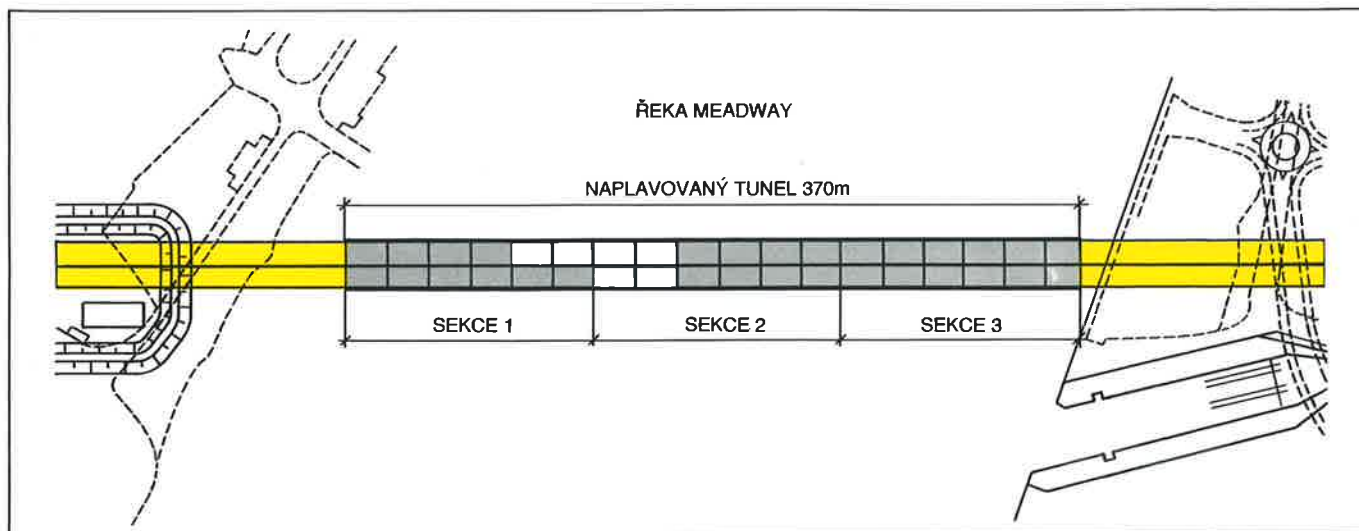 ŘEKA MEADWAY
NAPLAVOVANÝ TUNEL 370m
SEKCE 1
SEKCE 2
SEKCE 3